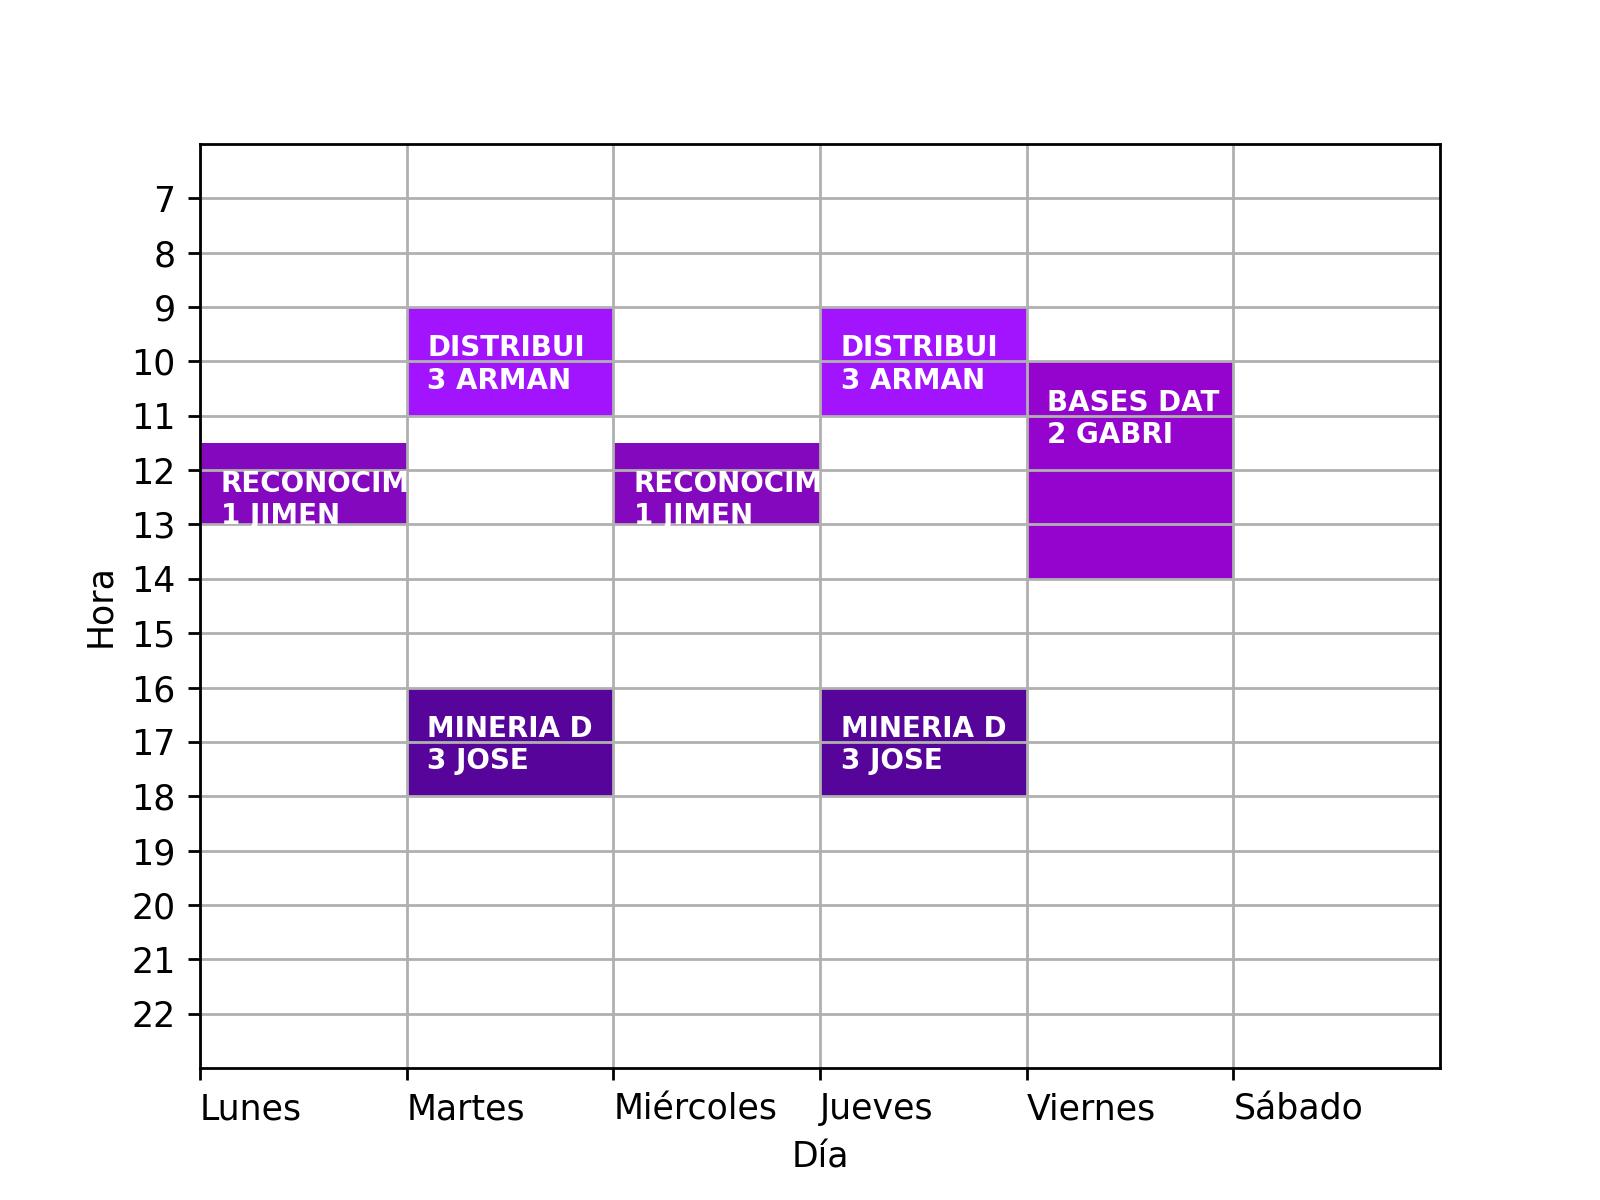 7
8
9
DISTRIBUI
DISTRIBUI
10
3 ARMAN
3 ARMAN
BASES DAT
11
2 GABRI
12
RECONOCIM
RECONOCIM
1 JIMEN
1 JIMEN
13
14
Hora
15
16
MINERIA D
MINERIA D
17
3 JOSE
3 JOSE
18
19
20
21
22
Lunes Martes Miércoles Jueves Viernes Sábado
Día